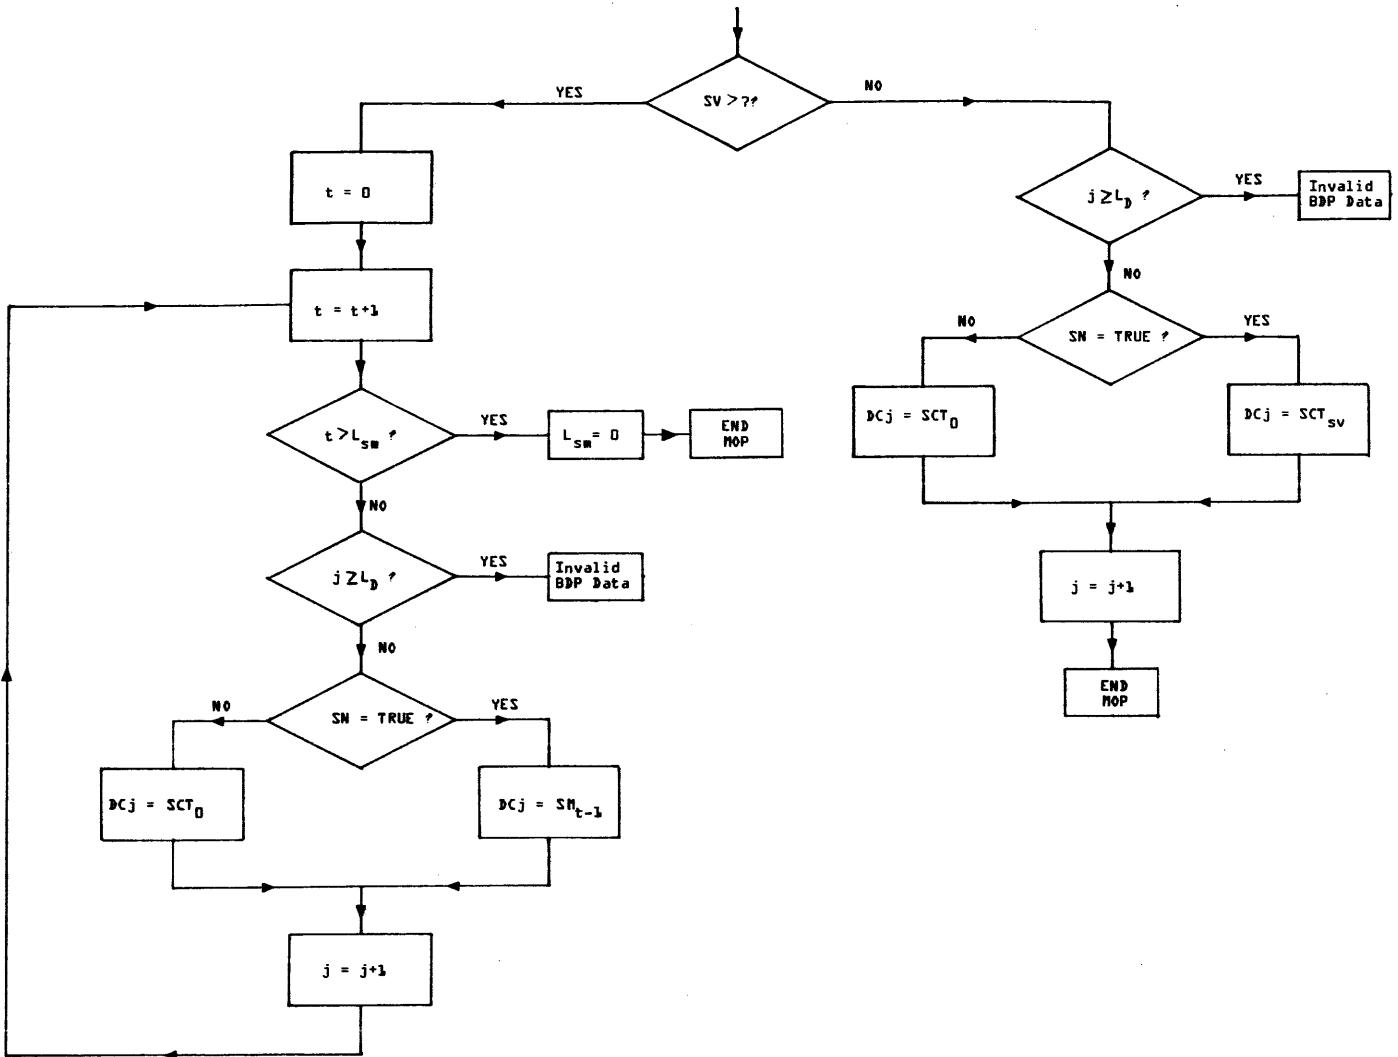 SV > 7?
YES
NO
t = 0
j ≥ L_D ?
YES
Invalid
BDP Data
NO
t = t+1
SN = TRUE ?
NO
YES
DCj = SCT_0
DCj = SCT_sv
t > L_sm ?
YES
L_sm = 0
END
MOP
NO
j ≥ L_D ?
YES
Invalid
BDP Data
NO
j = j+1
END
MOP
SN = TRUE ?
NO
YES
DCj = SCT_0
DCj = SM_t-1
j = j+1